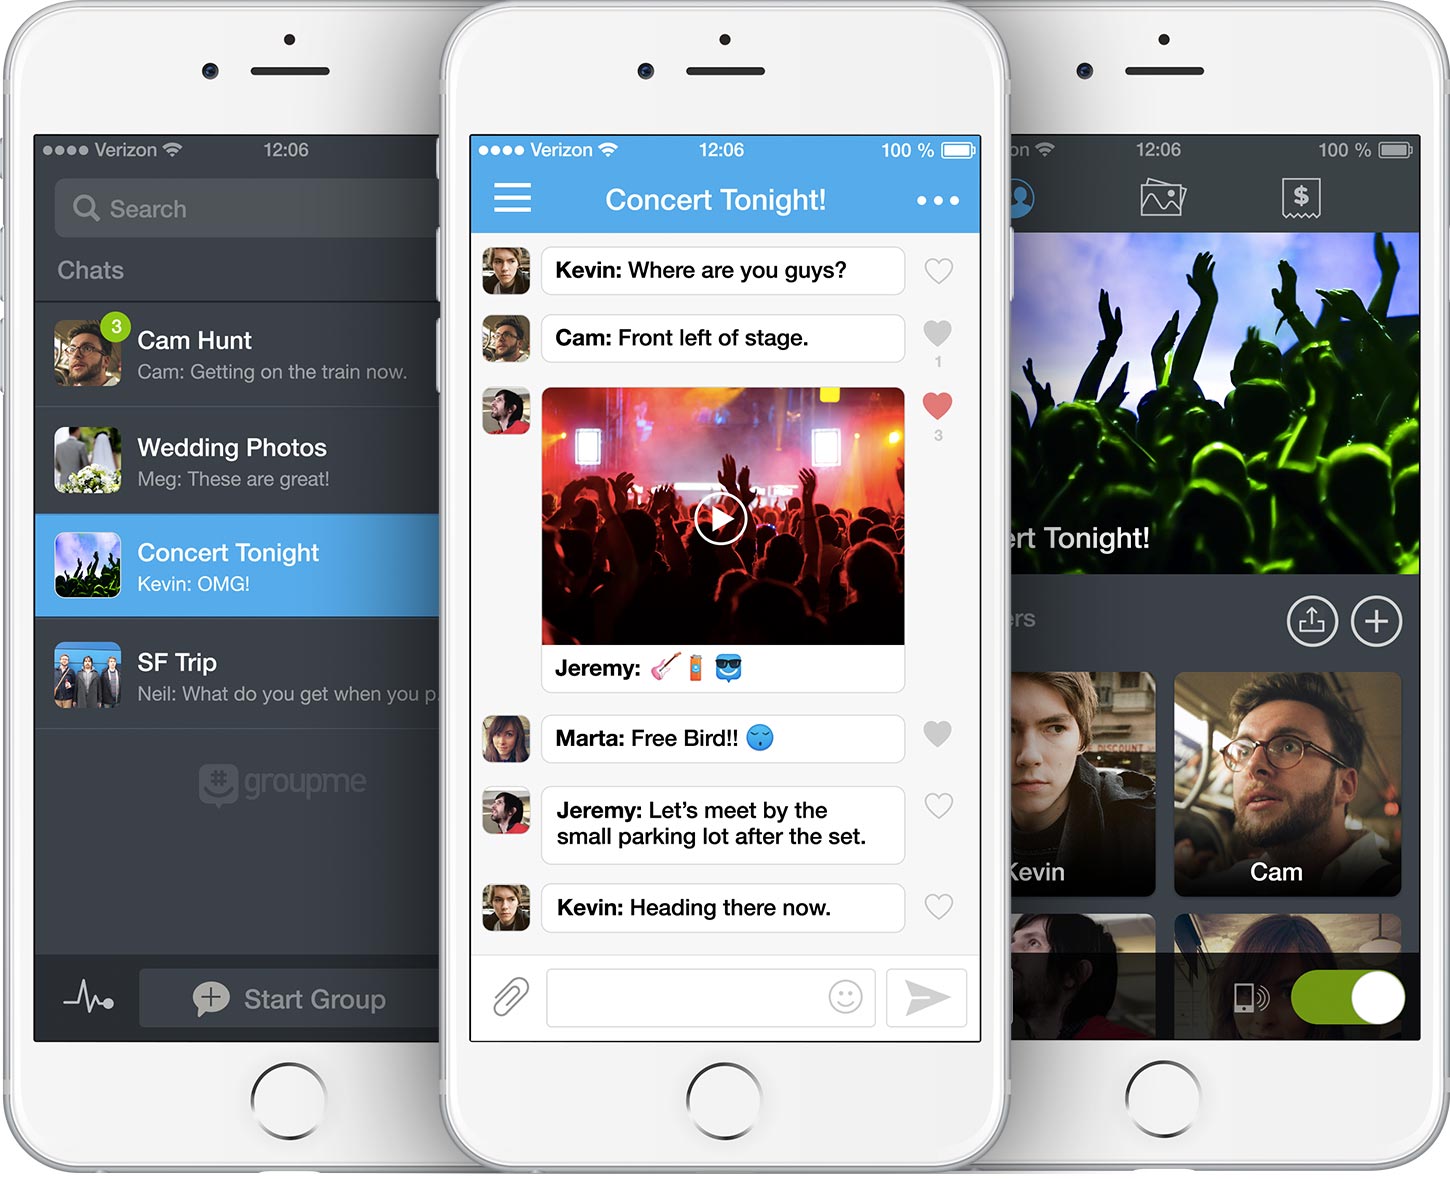 Verizon 12:06
Search
Chats
3
Cam Hunt
Cam: Getting on the train now.
Wedding Photos
Meg: These are great!
Concert Tonight
Kevin: OMG!
SF Trip
Neil: What do you get when you p
groupme
Start Group
Verizon 12:06 100 %
Concert Tonight!
Kevin: Where are you guys?
Cam: Front left of stage.
1
3
Jeremy:
Marta: Free Bird!!
Jeremy: Let's meet by the
small parking lot after the set.
Kevin: Heading there now.
on 12:06 100 %
$
ert Tonight!
ers
DISCOUNT
Kevin
Cam